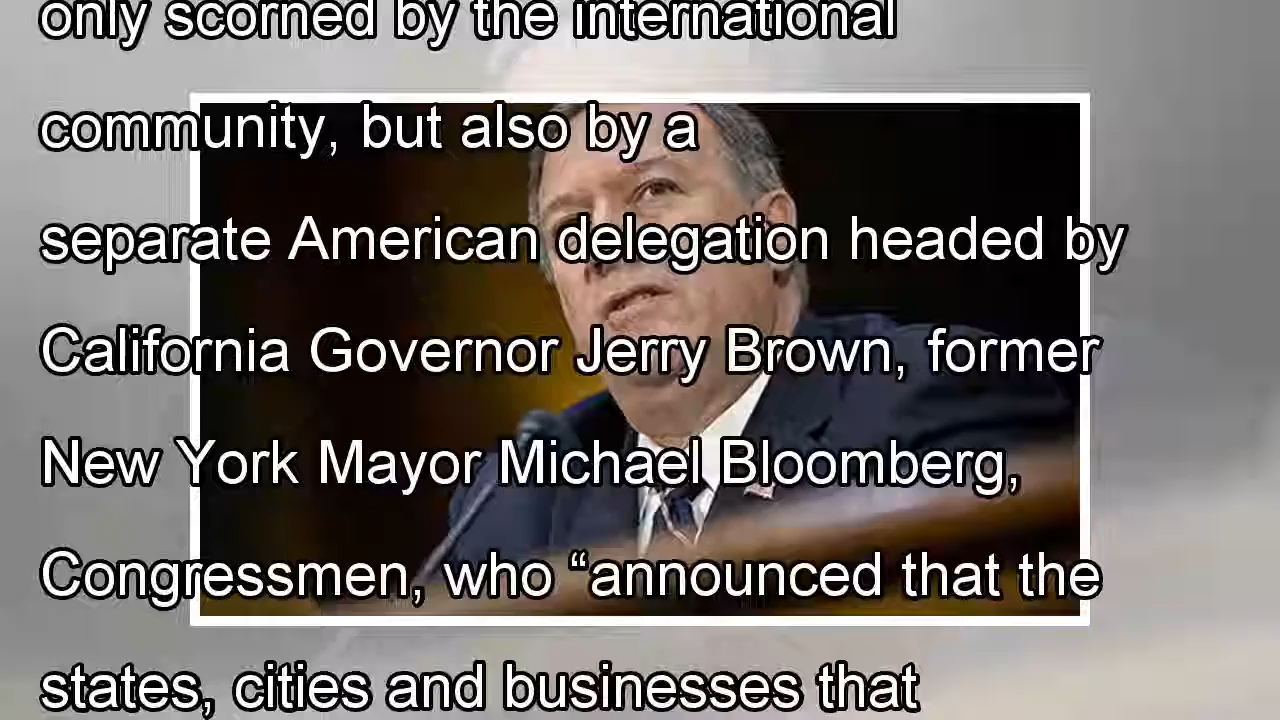 only scorned by the international
community, but also by a
separate American delegation headed by
California Governor Jerry Brown, former
New York Mayor Michael Bloomberg,
Congressmen, who “announced that the
states, cities and businesses that